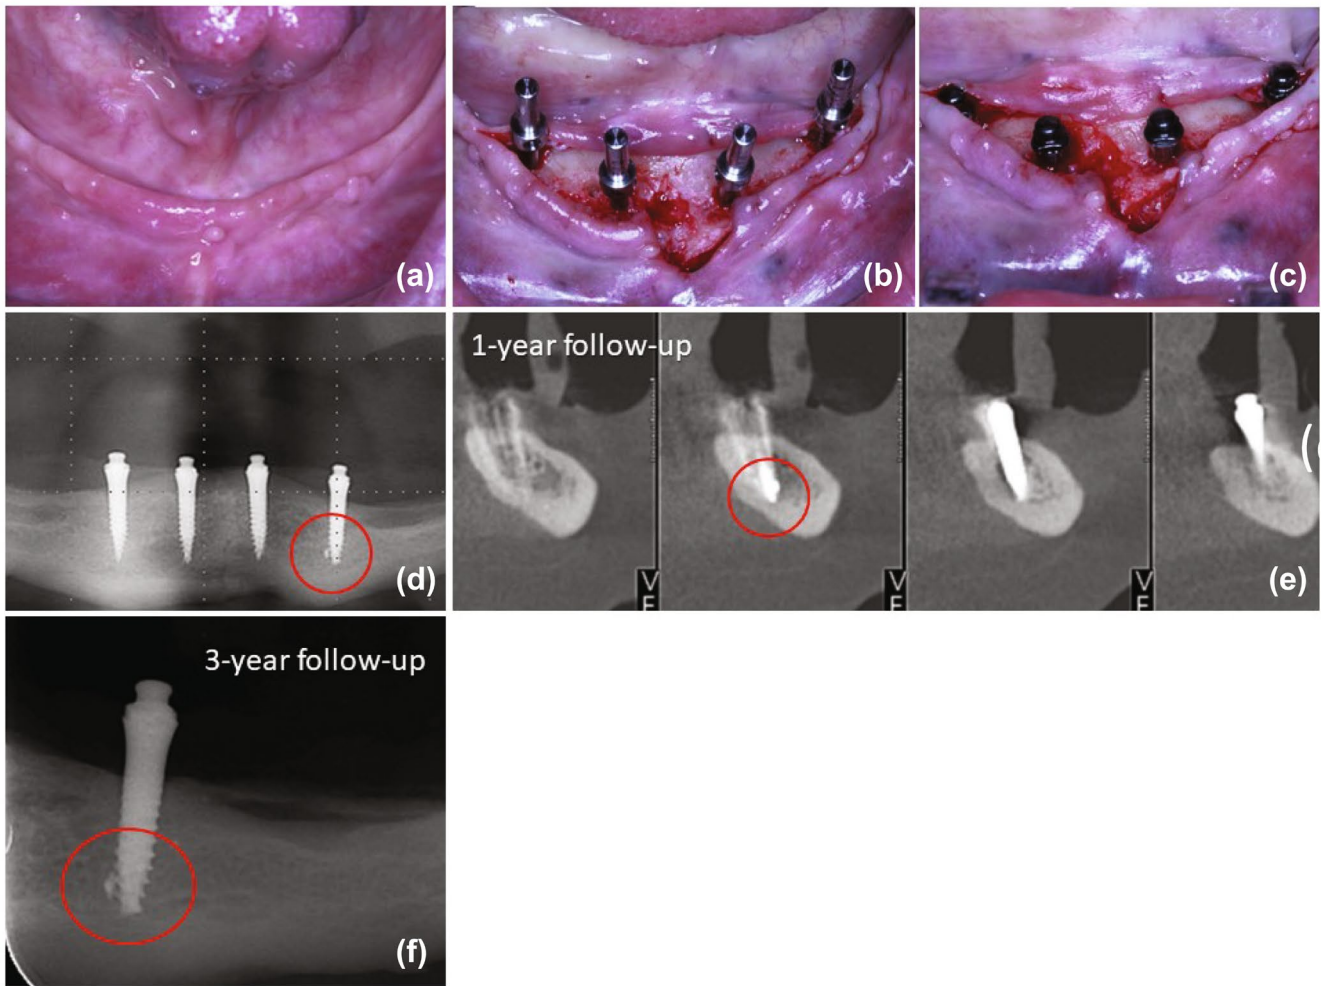 (a)
(b)
(c)
(d)
1-year follow-up
V
F
V
F
V
F
(e)
3-year follow-up
(f)